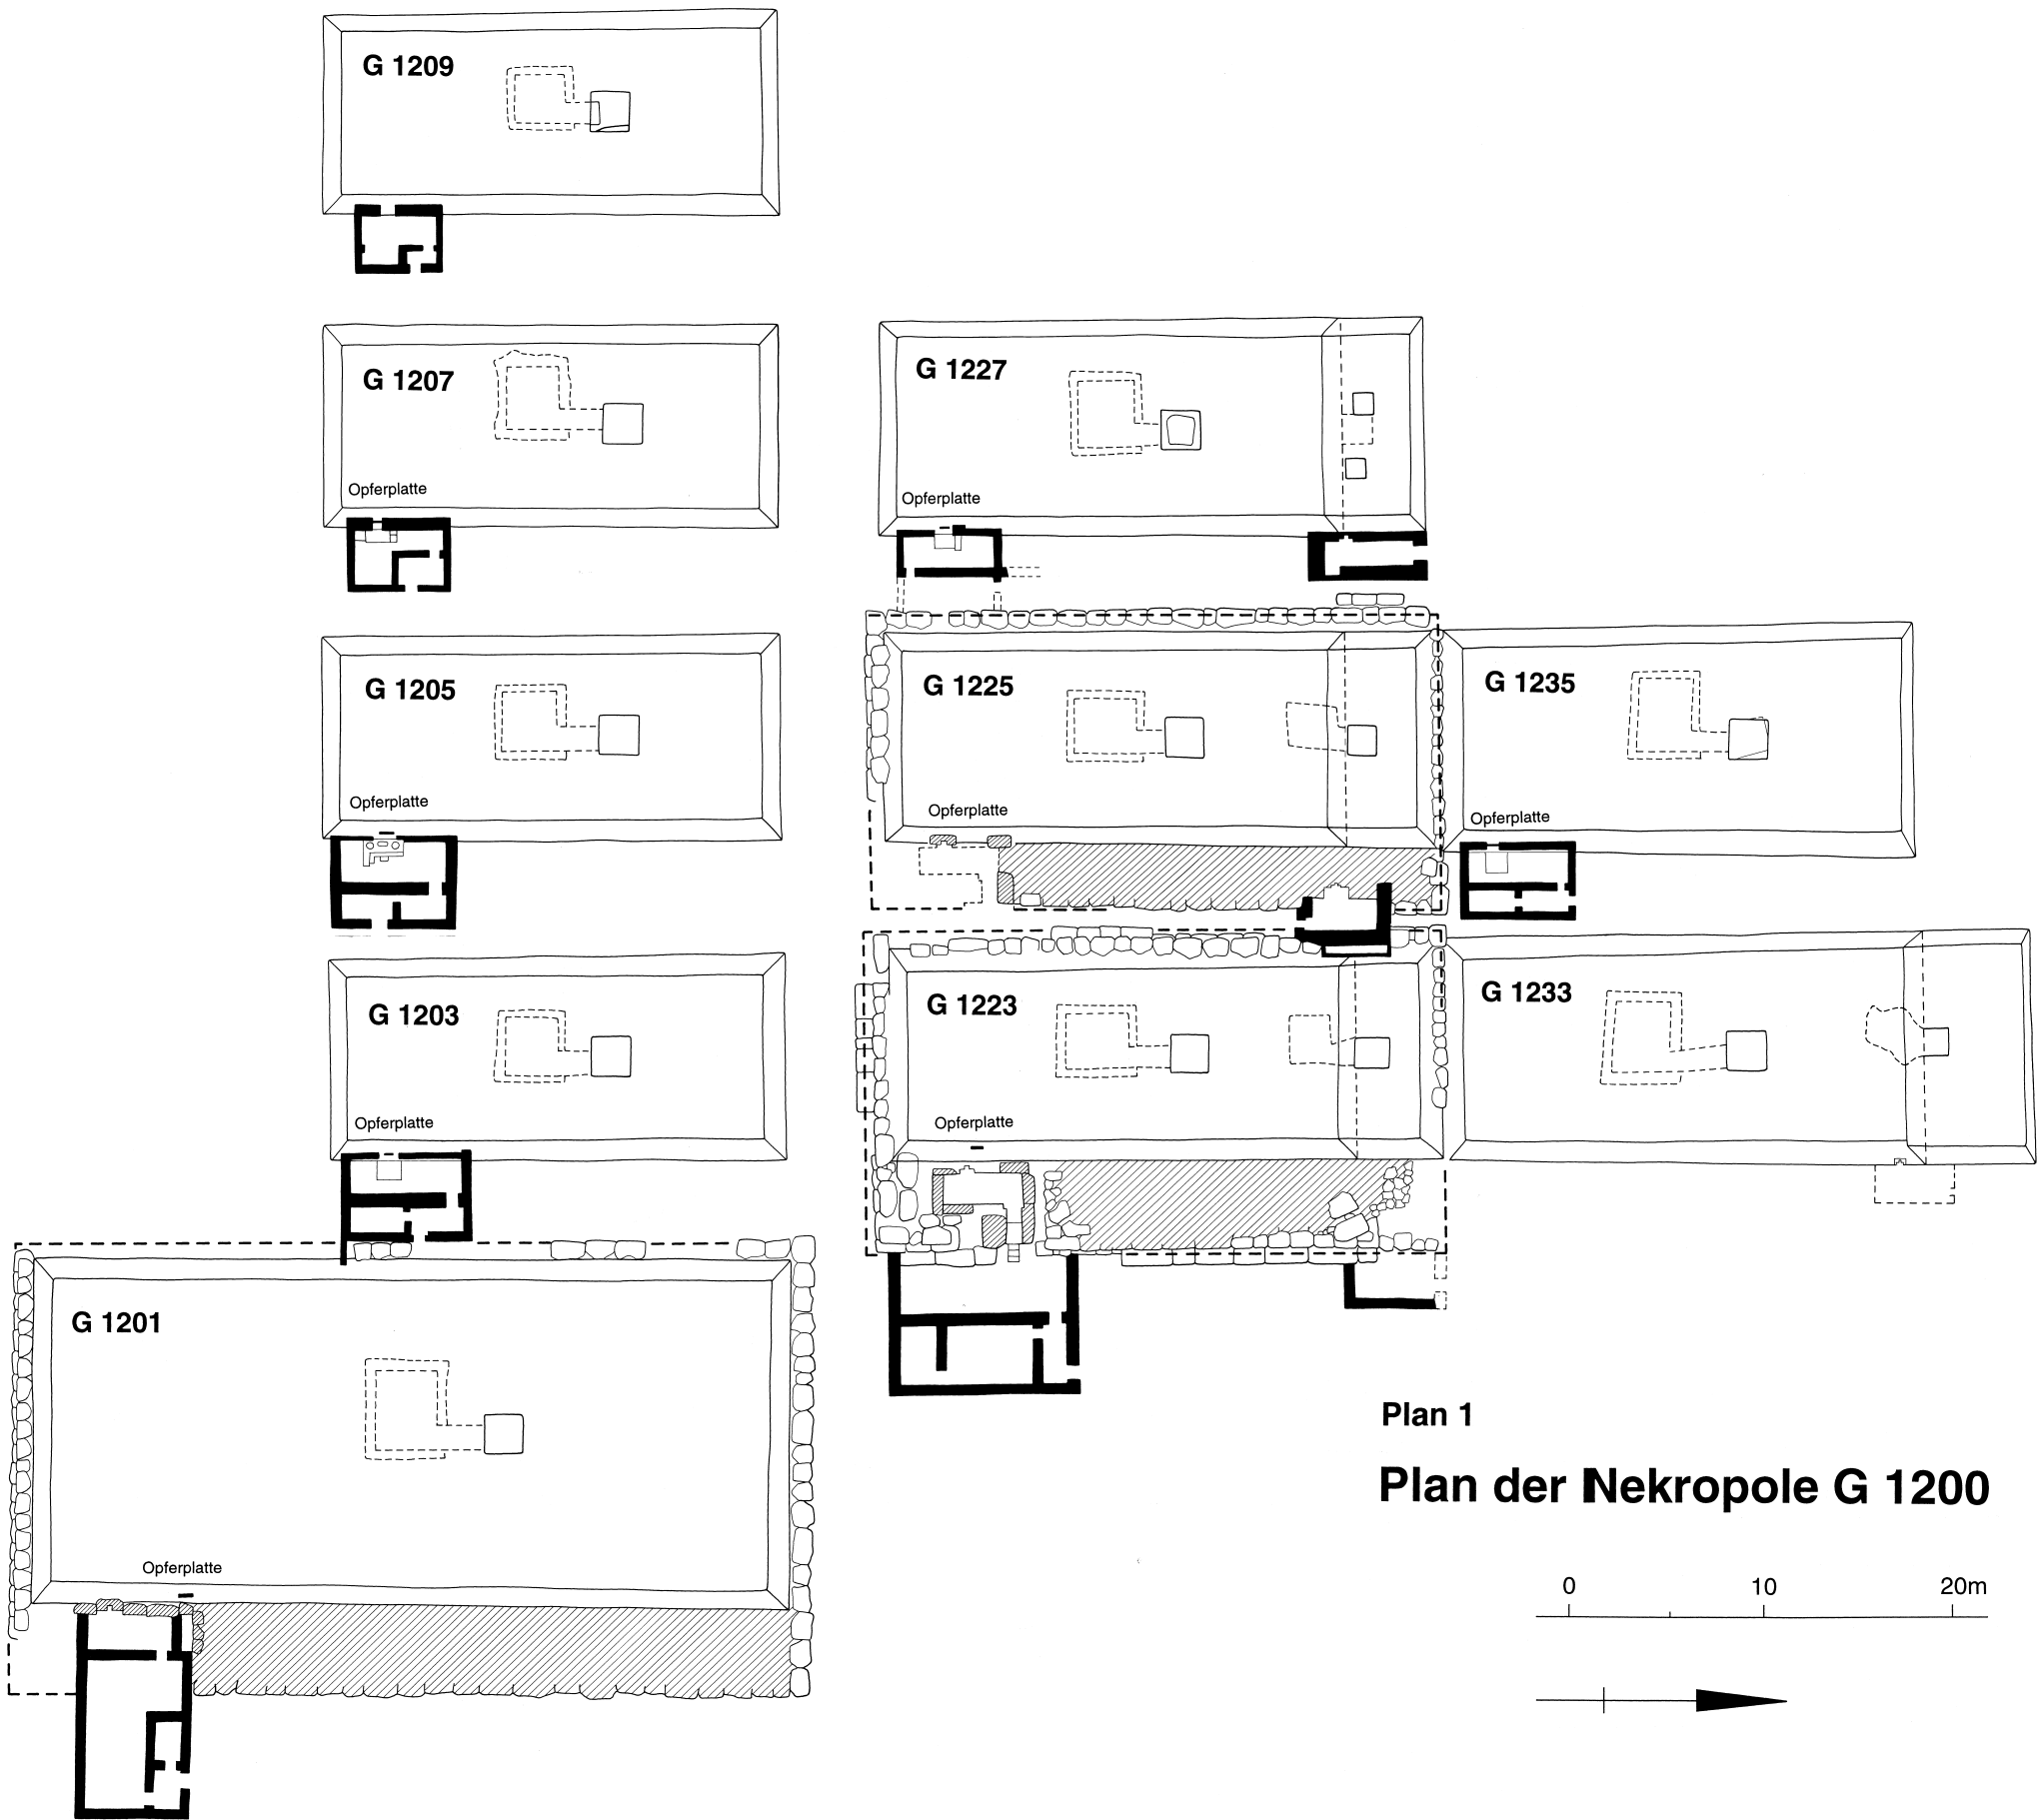 G 1209
G 1207
Opferplatte
G 1227
Opferplatte
G 1205
Opferplatte
G 1225
Opferplatte
G 1235
Opferplatte
G 1203
Opferplatte
G 1223
Opferplatte
G 1233
G 1201
Opferplatte
Plan 1
Plan der Nekropole G 1200
0 10 20m